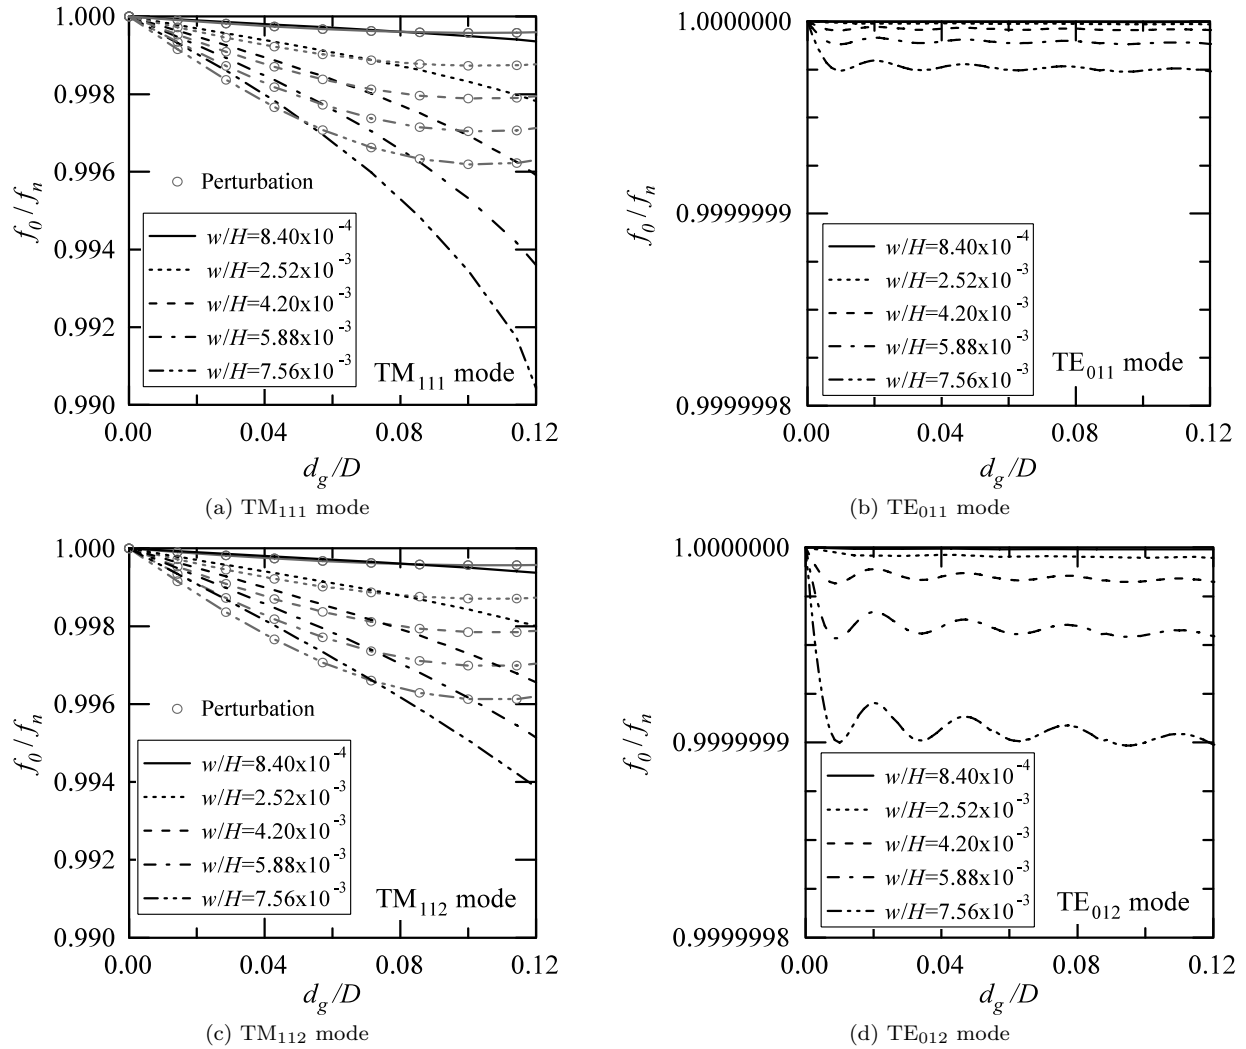 1.000
0.998
0.996
0.994
0.992
0.990
f0/fn
Perturbation
w/H=8.40x10-4
w/H=2.52x10-3
w/H=4.20x10-3
w/H=5.88x10-3
w/H=7.56x10-3
TM111 mode
0.00 0.04 0.08 0.12
dg/D
(a) TM111 mode
1.0000000
0.9999999
0.9999998
f0/fn
w/H=8.40x10-4
w/H=2.52x10-3
w/H=4.20x10-3
w/H=5.88x10-3
w/H=7.56x10-3
TE011 mode
0.00 0.04 0.08 0.12
dg/D
(b) TE011 mode
1.000
0.998
0.996
0.994
0.992
0.990
f0/fn
Perturbation
w/H=8.40x10-4
w/H=2.52x10-3
w/H=4.20x10-3
w/H=5.88x10-3
w/H=7.56x10-3
TM112 mode
0.00 0.04 0.08 0.12
dg/D
(c) TM112 mode
1.0000000
0.9999999
0.9999998
f0/fn
w/H=8.40x10-4
w/H=2.52x10-3
w/H=4.20x10-3
w/H=5.88x10-3
w/H=7.56x10-3
TE012 mode
0.00 0.04 0.08 0.12
dg/D
(d) TE012 mode